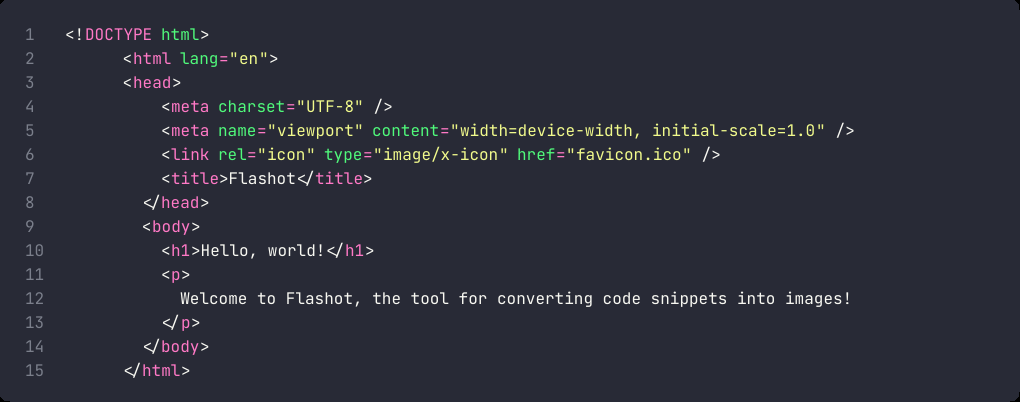 1 <!DOCTYPE html>
2 <html lang="en">
3 <head>
4 <meta charset="UTF-8" />
5 <meta name="viewport" content="width=device-width, initial-scale=1.0" />
6 <link rel="icon" type="image/x-icon" href="favicon.ico" />
7 <title>Flashot</title>
8 </head>
9 <body>
10 <h1>Hello, world!</h1>
11 <p>
12 Welcome to Flashot, the tool for converting code snippets into images!
13 </p>
14 </body>
15 </html>